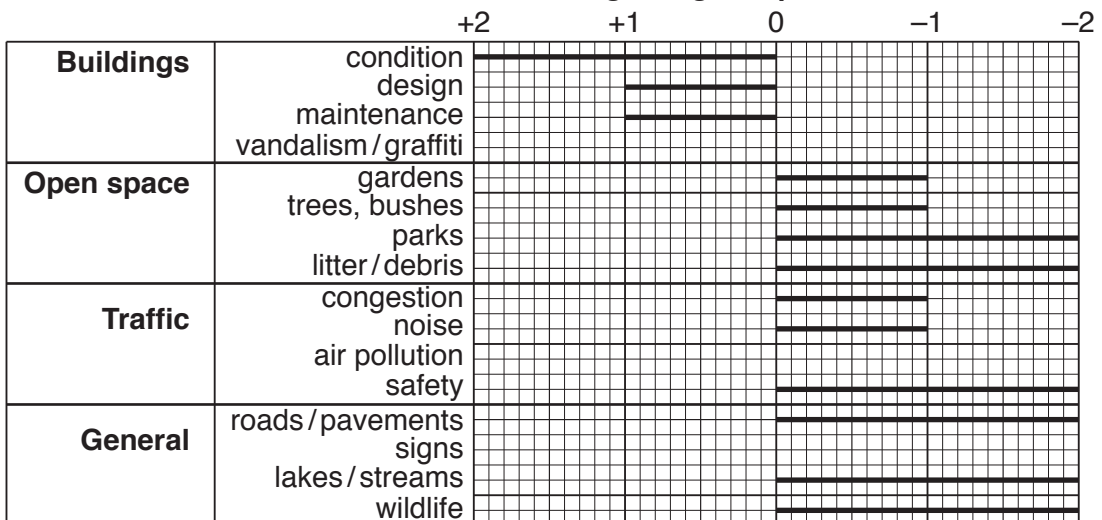 +2 +1 0 –1 –2
Buildings condition
design
maintenance
vandalism / graffiti
Open space gardens
trees, bushes
parks
litter / debris
congestion
Traffic noise
air pollution
safety
roads / pavements
General signs
lakes / streams
wildlife